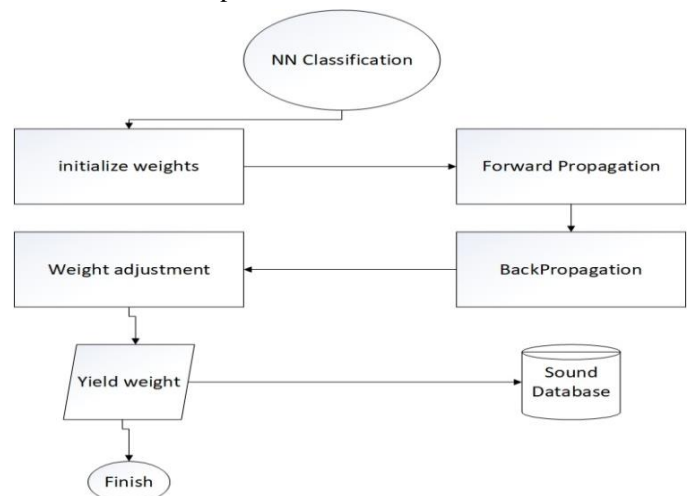 NN Classification
initialize weights
Forward Propagation
Weight adjustment
BackPropagation
Yield weight
Sound
Database
Finish